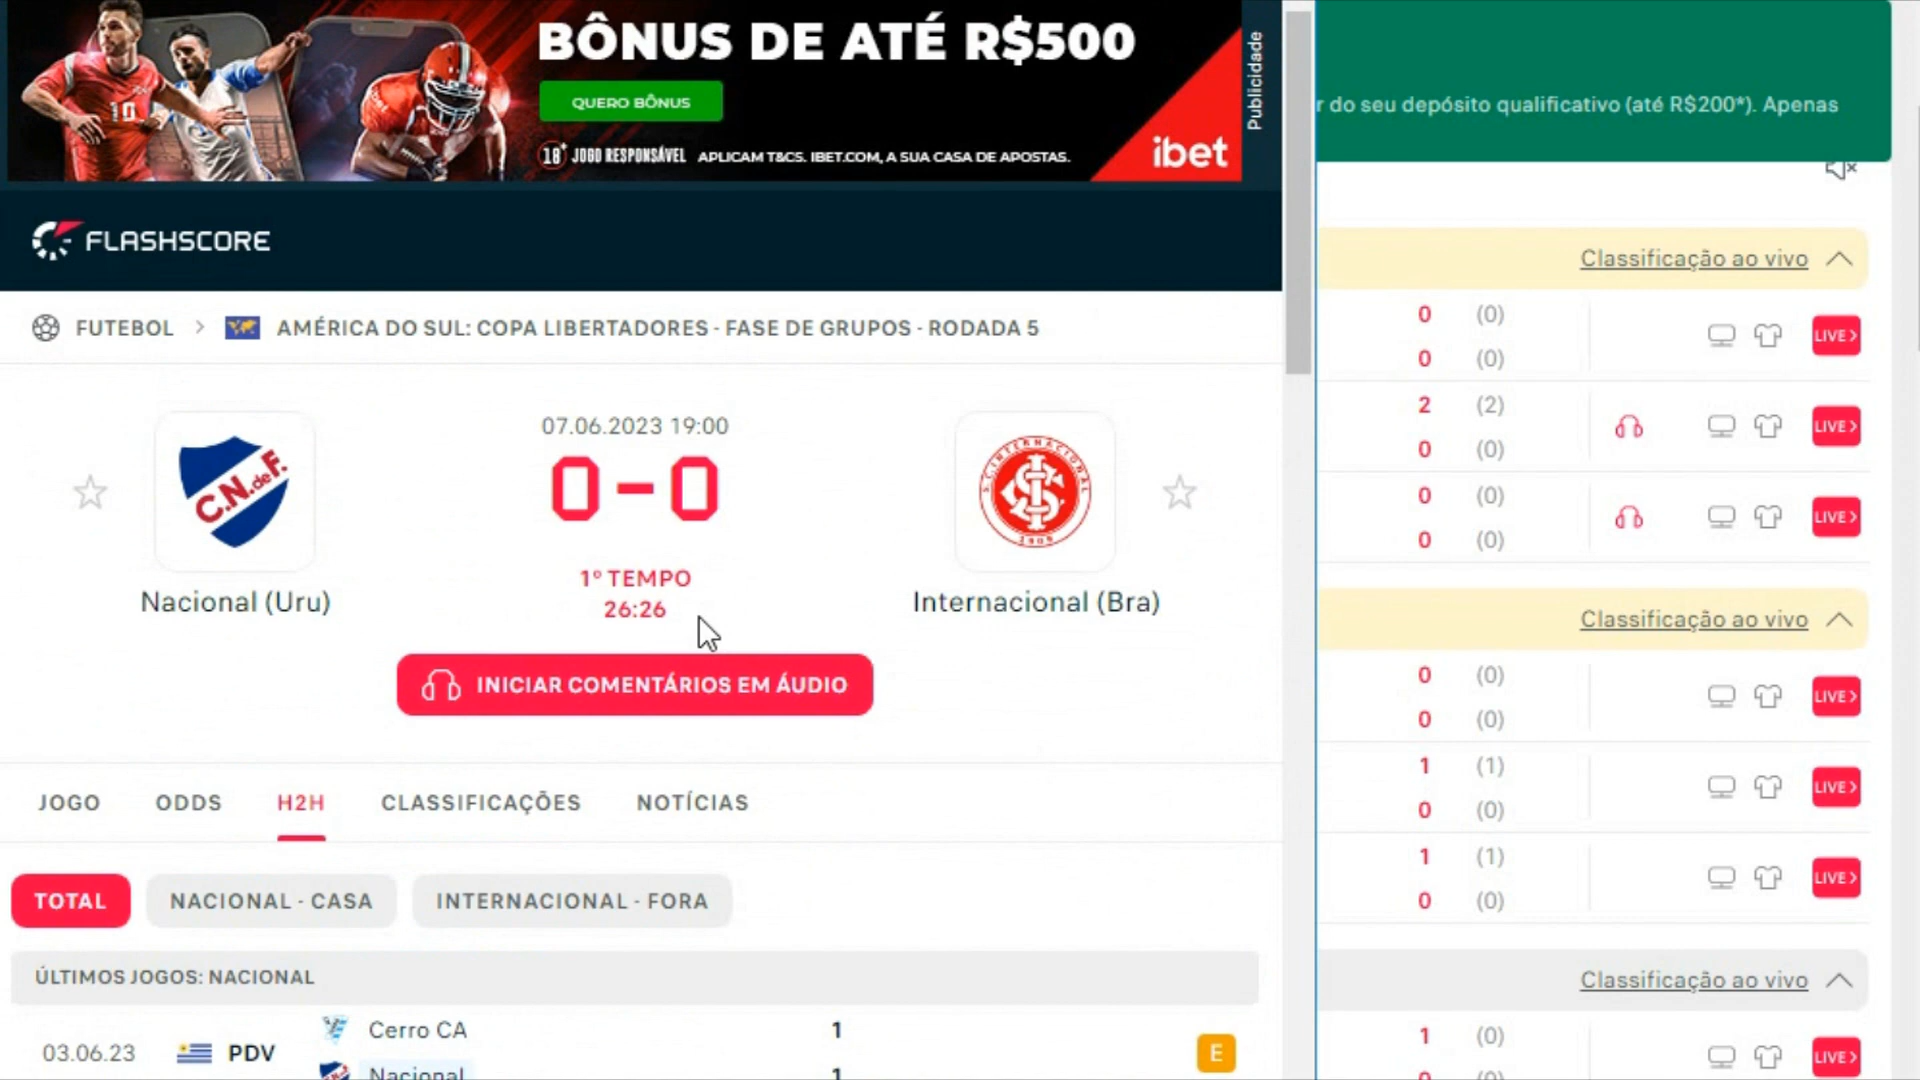 BÔNUS DE ATÉ R$500
QUERO BÔNUS
18+ JOGO RESPONSÁVEL APLICAM T&CS. IBET.COM, A SUA CASA DE APOSTAS.
ibet
Publicidade
r do seu depósito qualificativo (até R$200*). Apenas
FLASHSCORE
FUTEBOL > AMÉRICA DO SUL: COPA LIBERTADORES - FASE DE GRUPOS - RODADA 5
07.06.2023 19:00
0-0
1º TEMPO
26:26
C.N.deF.
Nacional (Uru)
S.C. INTERNACIONAL
1909
Internacional (Bra)
INICIAR COMENTÁRIOS EM ÁUDIO
JOGO ODDS H2H CLASSIFICAÇÕES NOTÍCIAS
TOTAL NACIONAL - CASA INTERNACIONAL - FORA
ÚLTIMOS JOGOS: NACIONAL
03.06.23 PDV
Cerro CA 1
Nacional 1
E
Classificação ao vivo
0 (0)
0 (0)
LIVE >
2 (2)
0 (0)
LIVE >
0 (0)
0 (0)
LIVE >
Classificação ao vivo
0 (0)
0 (0)
LIVE >
1 (1)
0 (0)
LIVE >
1 (1)
0 (0)
LIVE >
Classificação ao vivo
1 (0)
0 (0)
LIVE >